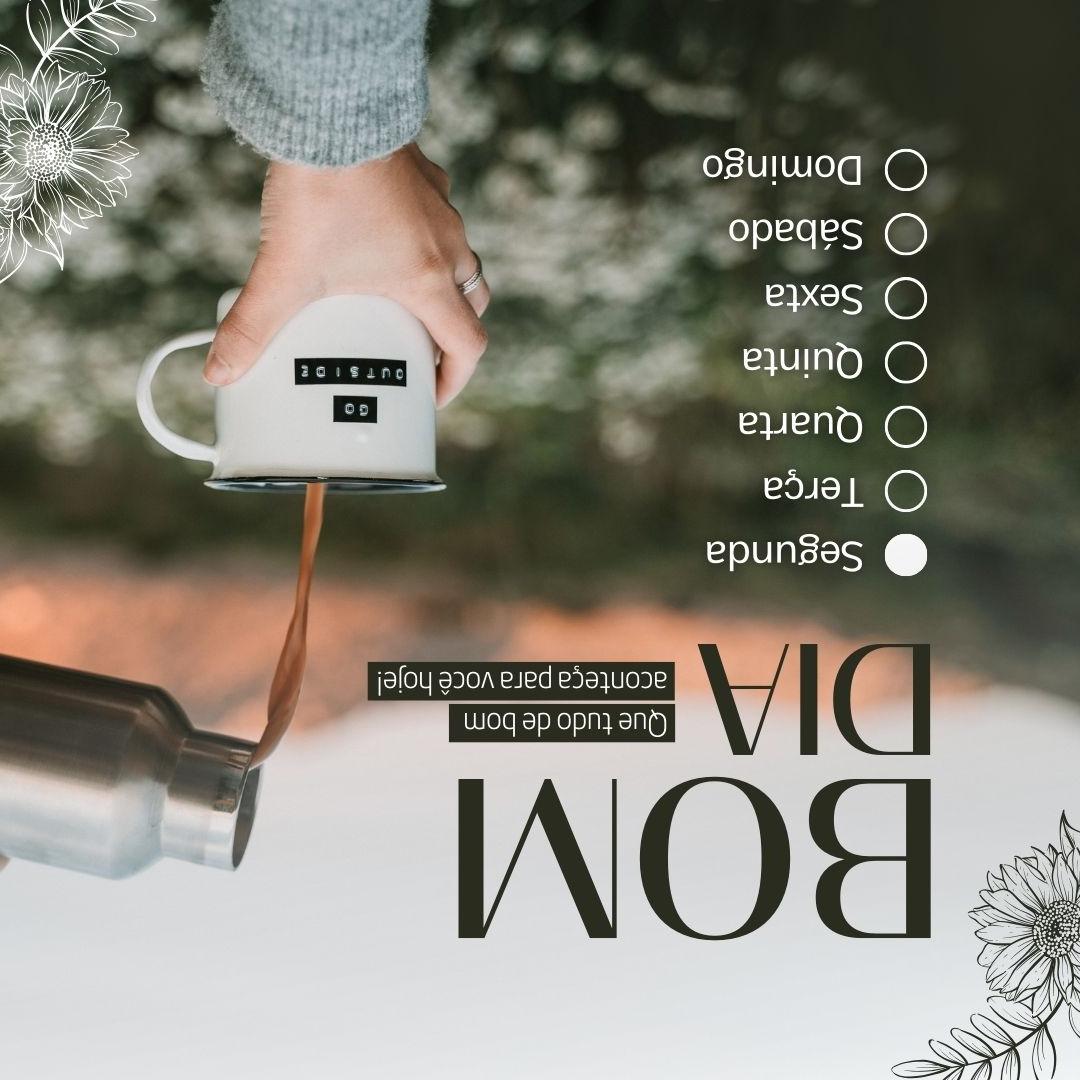 BOM
DIA
Que tudo de bom
aconteça para você hoje!
Segunda
Terça
Quarta
Quinta
Sexta
Sábado
Domingo
GO
OUTSIDE